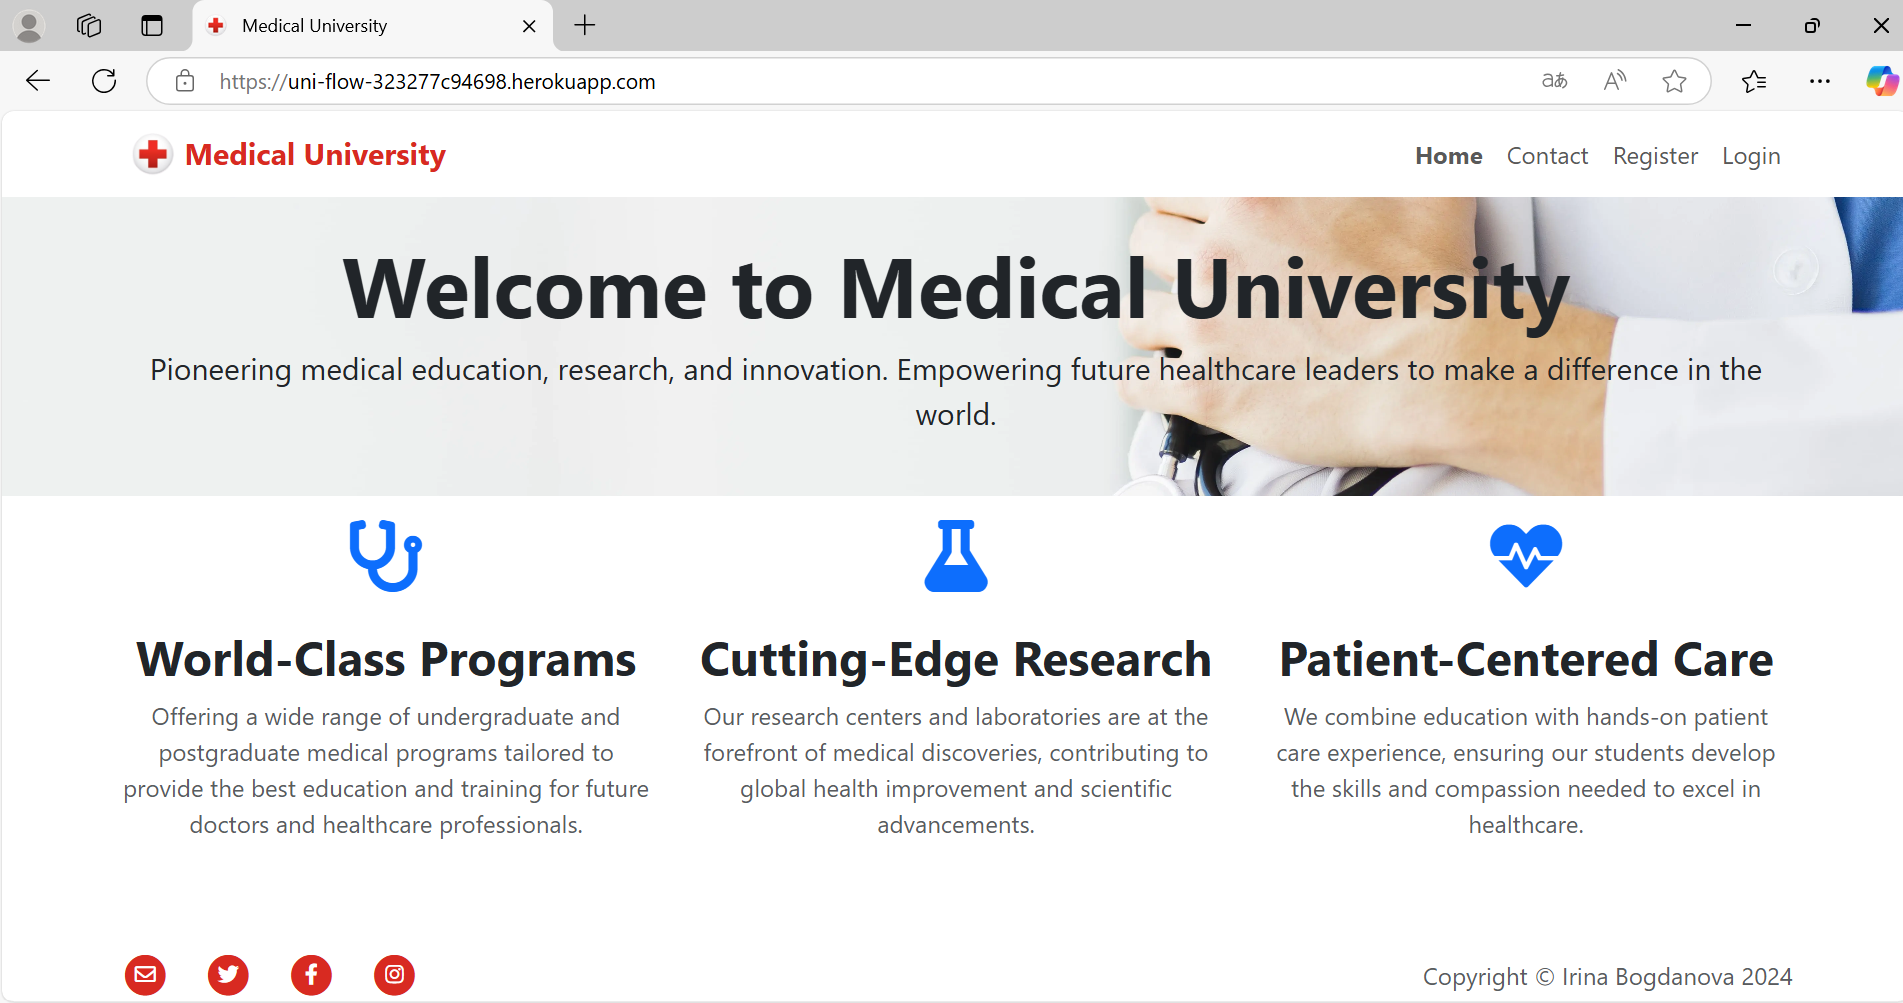 Medical University
https://uni-flow-323277c94698.herokuapp.com
aあ
A
Medical University
Home Contact Register Login
Welcome to Medical University
Pioneering medical education, research, and innovation. Empowering future healthcare leaders to make a difference in the
world.
World-Class Programs
Offering a wide range of undergraduate and
postgraduate medical programs tailored to
provide the best education and training for future
doctors and healthcare professionals.
Cutting-Edge Research
Our research centers and laboratories are at the
forefront of medical discoveries, contributing to
global health improvement and scientific
advancements.
Patient-Centered Care
We combine education with hands-on patient
care experience, ensuring our students develop
the skills and compassion needed to excel in
healthcare.
Copyright © Irina Bogdanova 2024